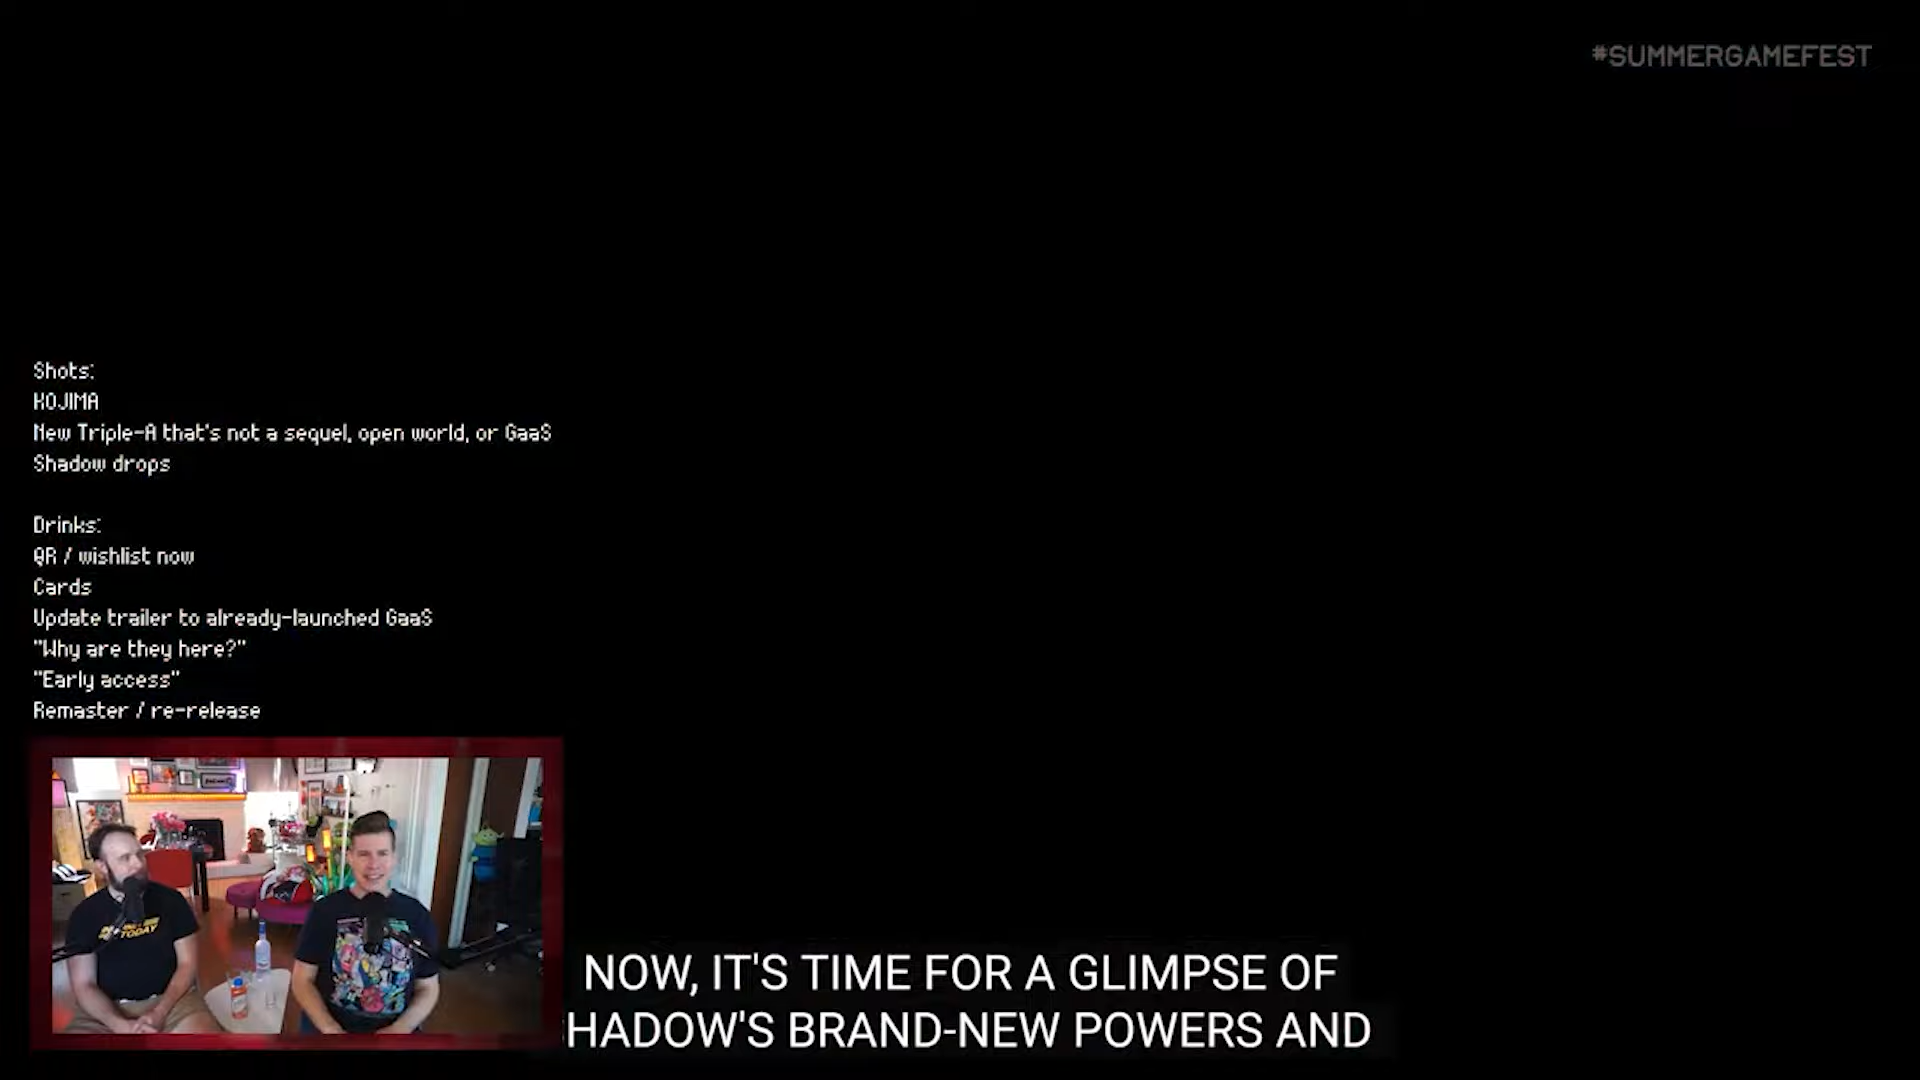 #SUMMERGAMEFEST
Shots:
KOJIMA
New Triple-A that's not a sequel, open world, or GaaS
Shadow drops
Drinks:
QR / wishlist now
Cards
Update trailer to already-launched GaaS
"Why are they here?"
"Early access"
Remaster / re-release
TODAY
NOW, IT'S TIME FOR A GLIMPSE OF
HADOW'S BRAND-NEW POWERS AND